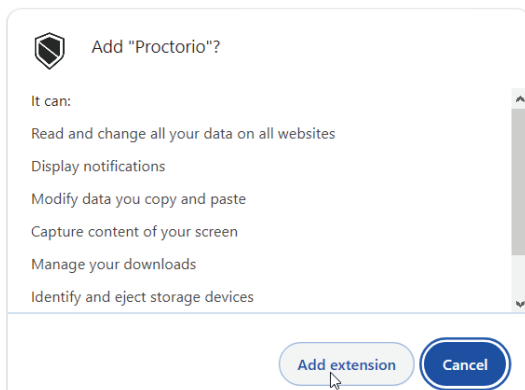 Add "Proctorio"?
It can:
Read and change all your data on all websites
Display notifications
Modify data you copy and paste
Capture content of your screen
Manage your downloads
Identify and eject storage devices
Add extension
Cancel